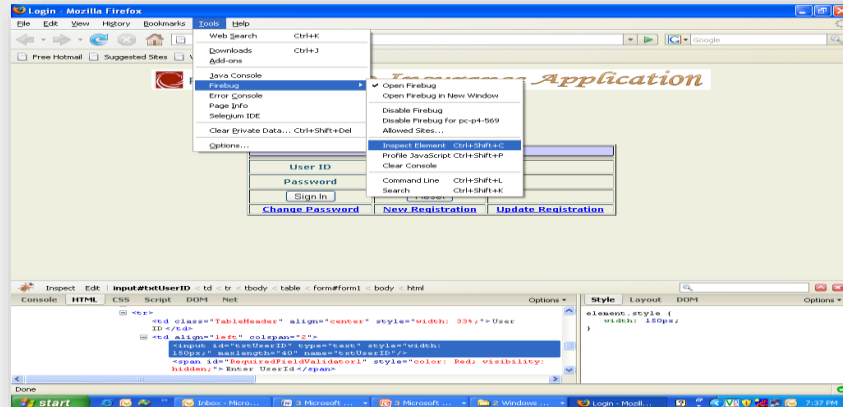 Login - Mozilla Firefox
File Edit View History Bookmarks Tools Help
Google
Free Hotmail Suggested Sites
Web Search Ctrl+K
Downloads Ctrl+J
Add-ons
Java Console
Firebug
Error Console
Page Info
Selenium IDE
Clear Private Data... Ctrl+Shift+Del
Options...
Open Firebug
Open Firebug in New Window
Disable Firebug
Disable Firebug for pc-p4-569
Allowed Sites...
Inspect Element Ctrl+Shift+C
Profile JavaScript Ctrl+Shift+P
Clear Console
Command Line Ctrl+Shift+L
Search Ctrl+Shift+K
Insurance Application
User ID
Password
Sign In Reset
Change Password New Registration Update Registration
Inspect Edit input#txtUserID < td < tr < tbody < table < form#form1 < body < html
Console HTML CSS Script DOM Net Options
Style Layout DOM Options
<tr>
<td class="TableHeader" align="center" style="width: 33%;">User
ID</td>
<td align="left" colspan="2">
<input id="txtUserID" type="text" style="width:
150px;" maxlength="40" name="txtUserID"/>
<span id="RequiredFieldValidator1" style="color: Red; visibility:
hidden;">Enter UserId</span>
element.style {
width: 150px;
}
Done
start Inbox - Micro... 3 Microsoft ... 3 Microsoft ... 2 Windows ... Login - Mozill... 7:37 PM